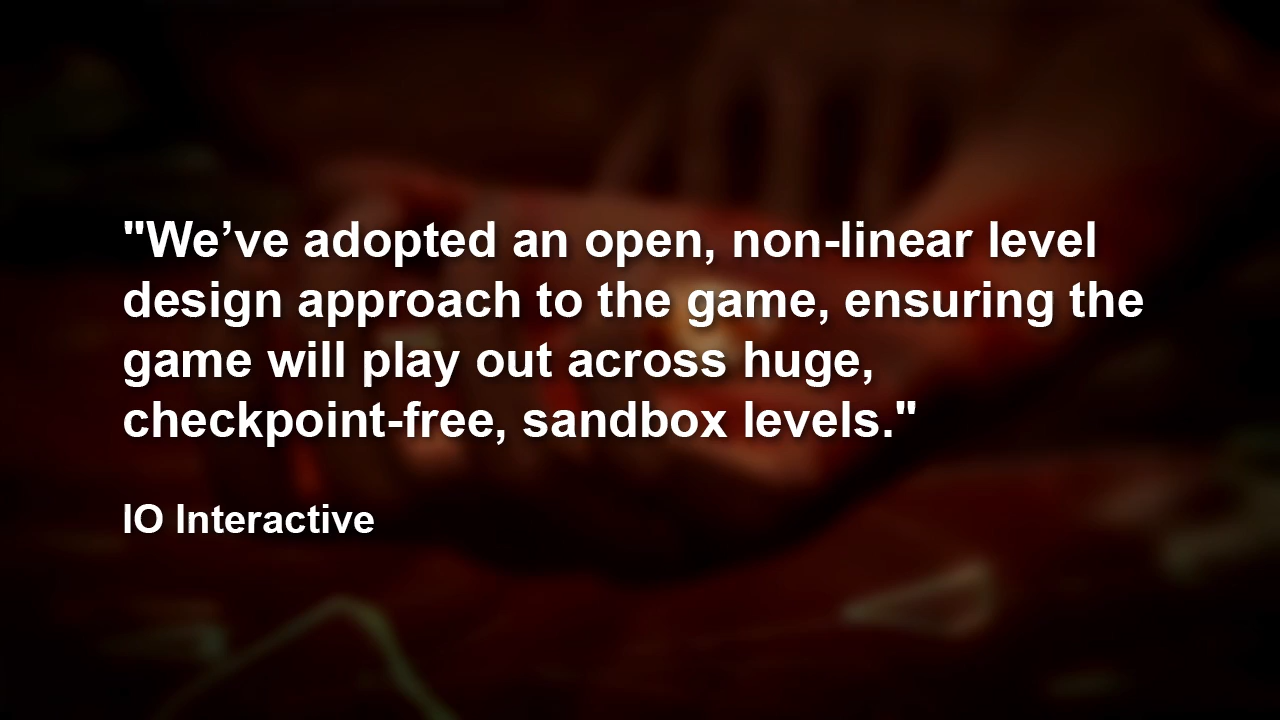 "We’ve adopted an open, non-linear level
design approach to the game, ensuring the
game will play out across huge,
checkpoint-free, sandbox levels."
IO Interactive